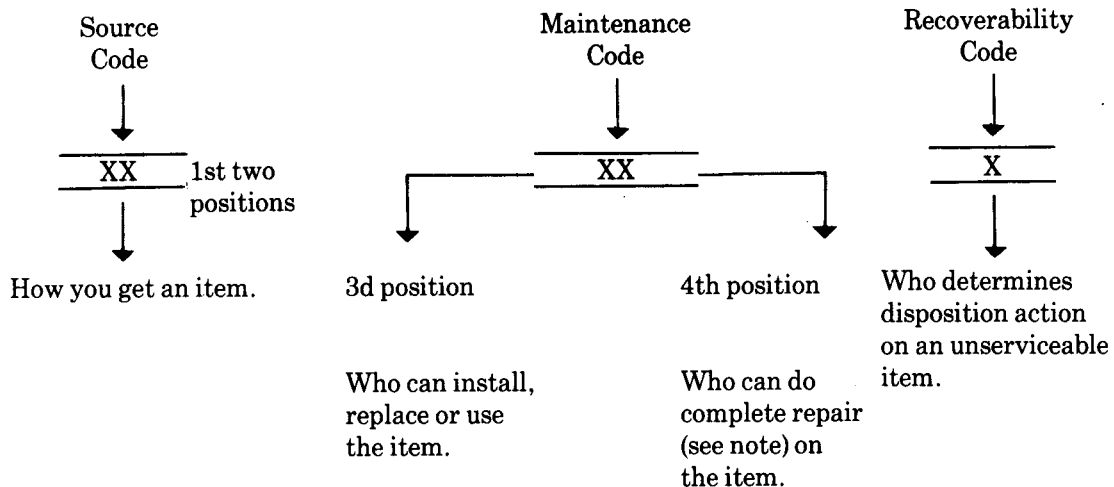 Source
Code
XX
1st two
positions
How you get an item.
Maintenance
Code
XX
3d position
Who can install,
replace or use
the item.
4th position
Who can do
complete repair
(see note) on
the item.
Recoverability
Code
X
Who determines
disposition action
on an unserviceable
item.